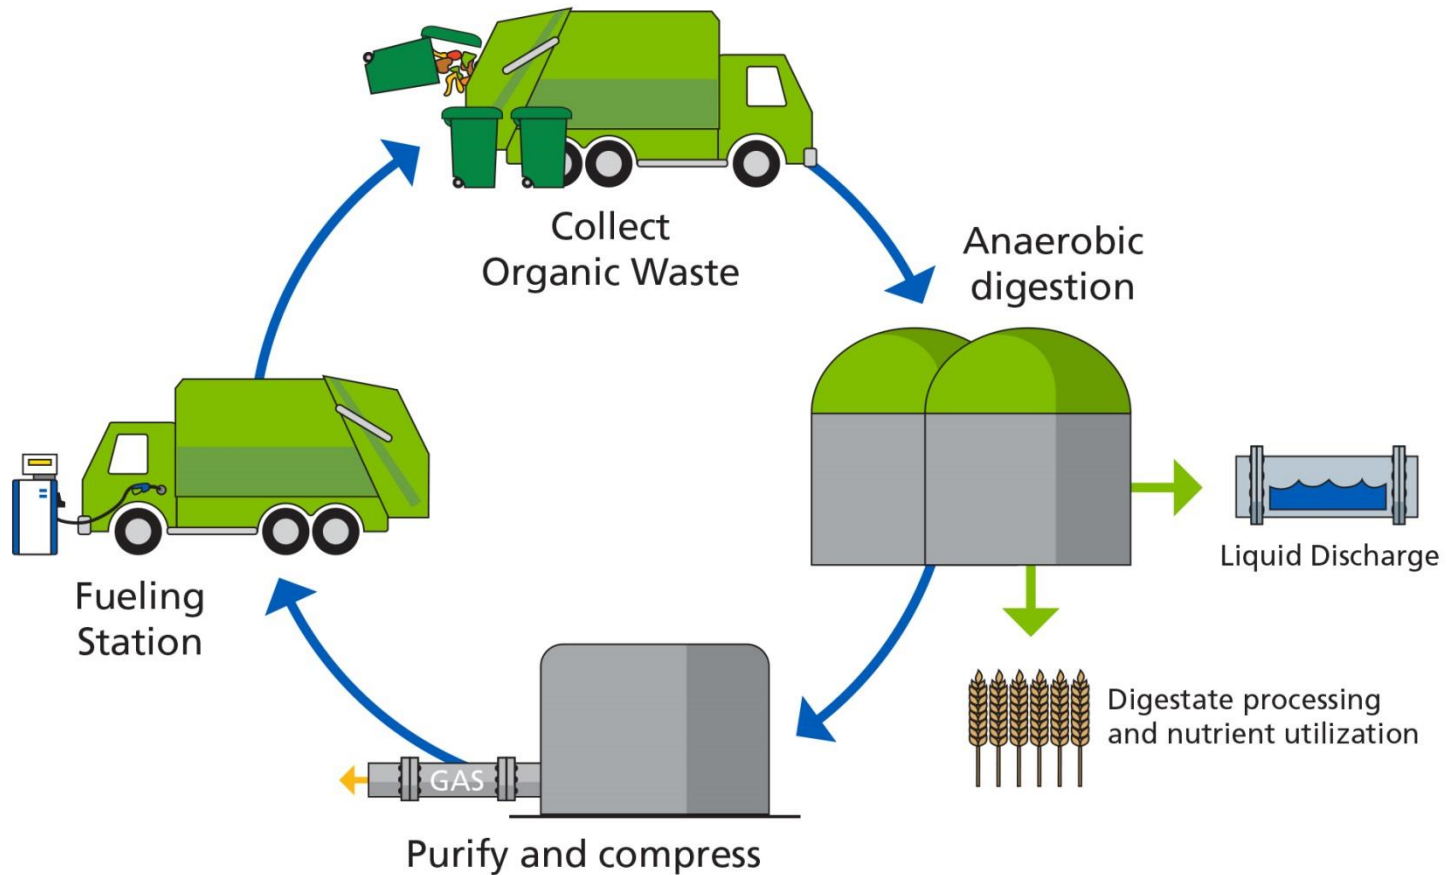 Collect
Organic Waste
Anaerobic
digestion
Liquid Discharge
Digestate processing
and nutrient utilization
GAS
Purify and compress
Fueling
Station